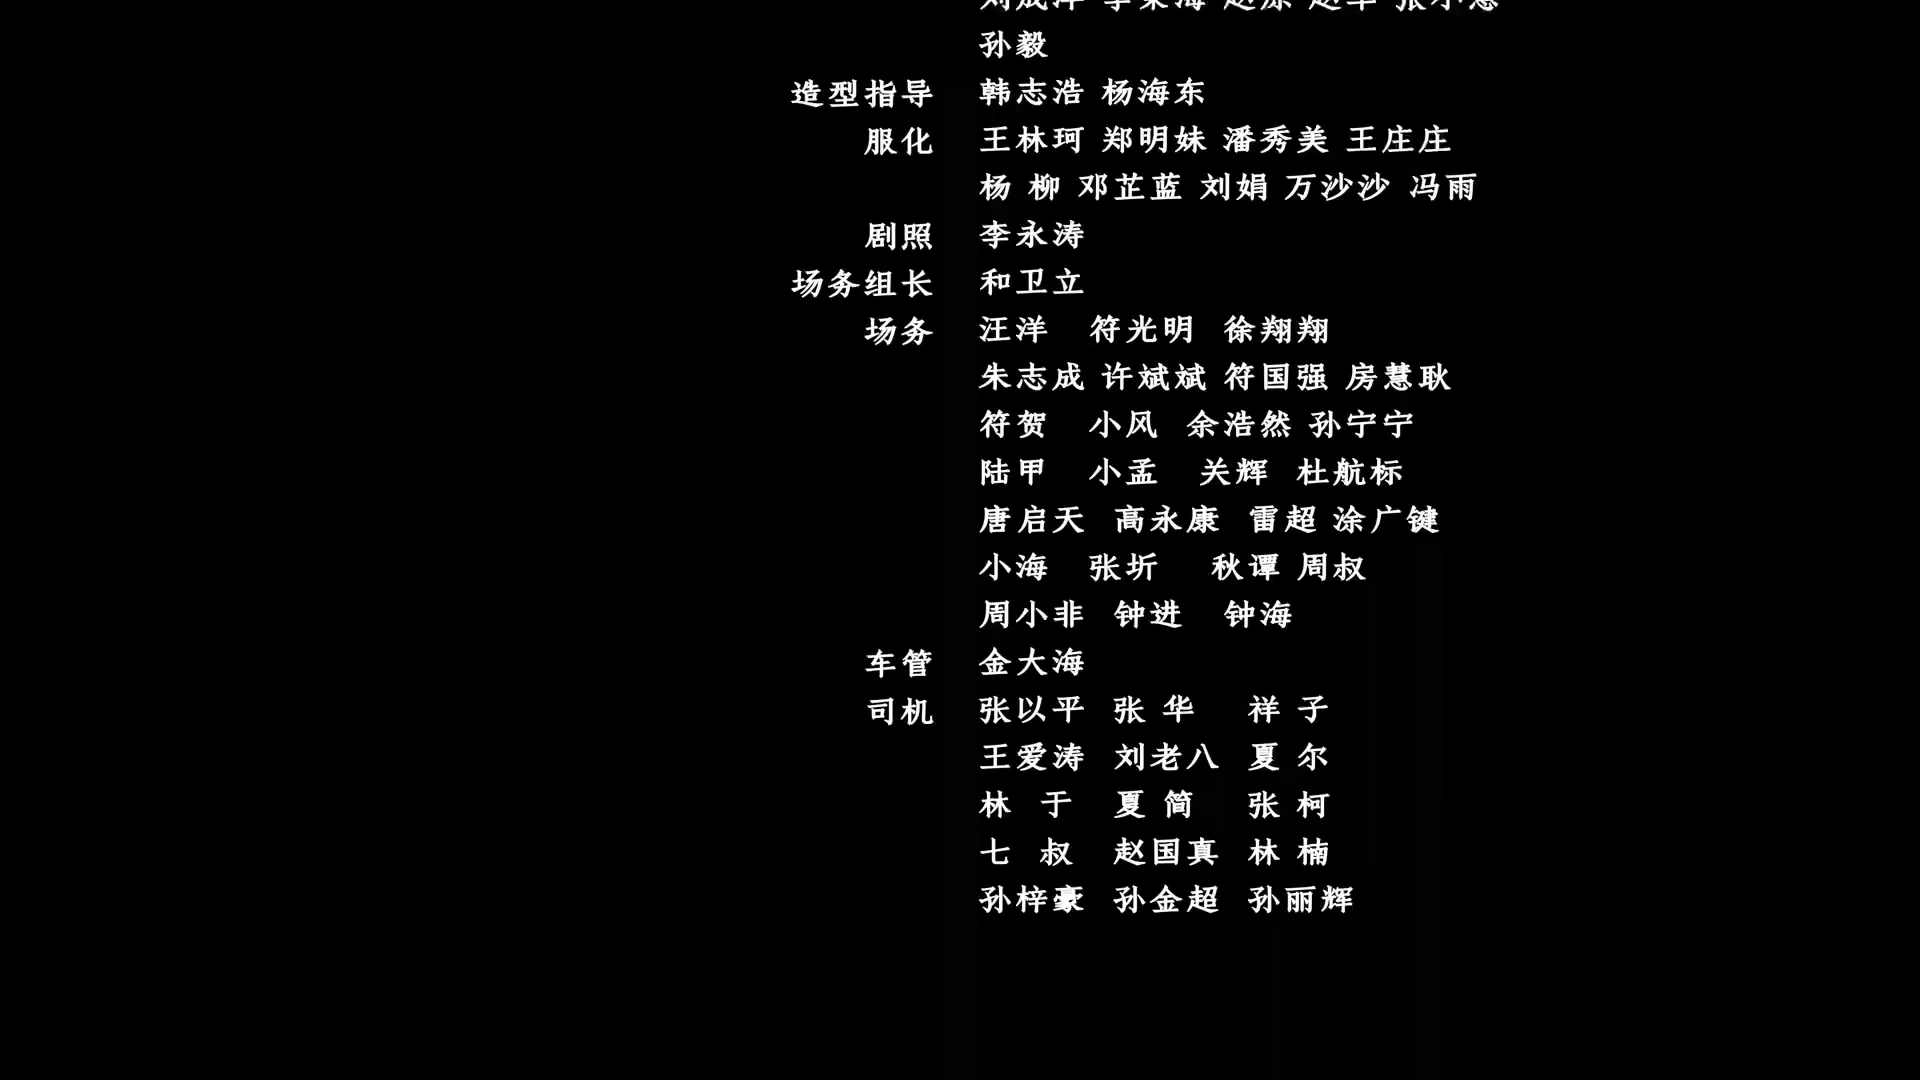 孙毅
造型指导 韩志浩 杨海东
服化 王林珂 郑明妹 潘秀美 王庄庄
杨 柳 邓芷蓝 刘娟 万沙沙 冯雨
剧照 李永涛
场务组长 和卫立
场务 汪洋 符光明 徐翔翔
朱志成 许斌斌 符国强 房慧耿
符贺 小风 余浩然 孙宁宁
陆甲 小孟 关辉 杜航标
唐启天 高永康 雷超 涂广键
小海 张圻 秋谭 周叔
周小非 钟进 钟海
车管 金大海
司机 张以平 张 华 祥 子
王爱涛 刘老八 夏 尔
林 于 夏 简 张 柯
七 叔 赵国真 林 楠
孙梓豪 孙金超 孙丽辉